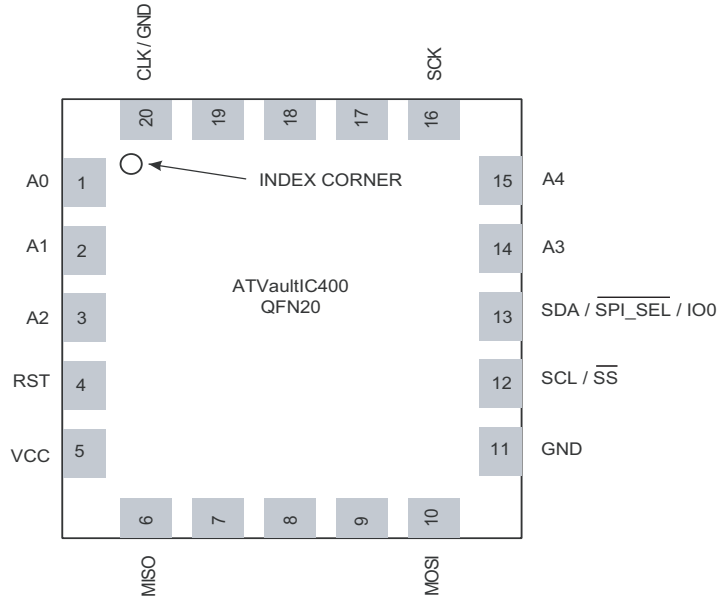 CLK / GND
SCK
20
19
18
17
16
INDEX CORNER
A0
1
15
A4
A1
2
14
A3
ATVaultIC400
QFN20
A2
3
13
SDA / SPI_SEL / IO0
RST
4
12
SCL / SS
VCC
5
11
GND
6
7
8
9
10
MISO
MOSI